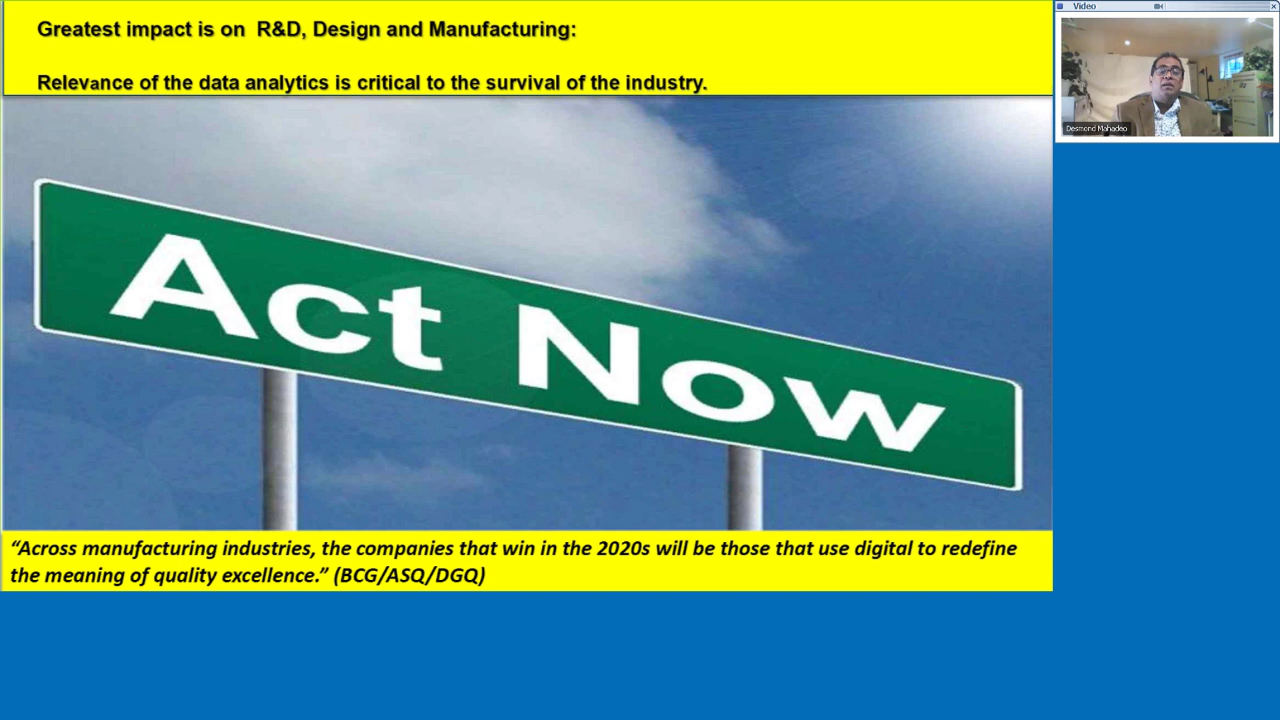 Greatest impact is on R&D, Design and Manufacturing:
Relevance of the data analytics is critical to the survival of the industry.
Video
Desmond Mahadeo
Act Now
“Across manufacturing industries, the companies that win in the 2020s will be those that use digital to redefine
the meaning of quality excellence.” (BCG/ASQ/DGQ)